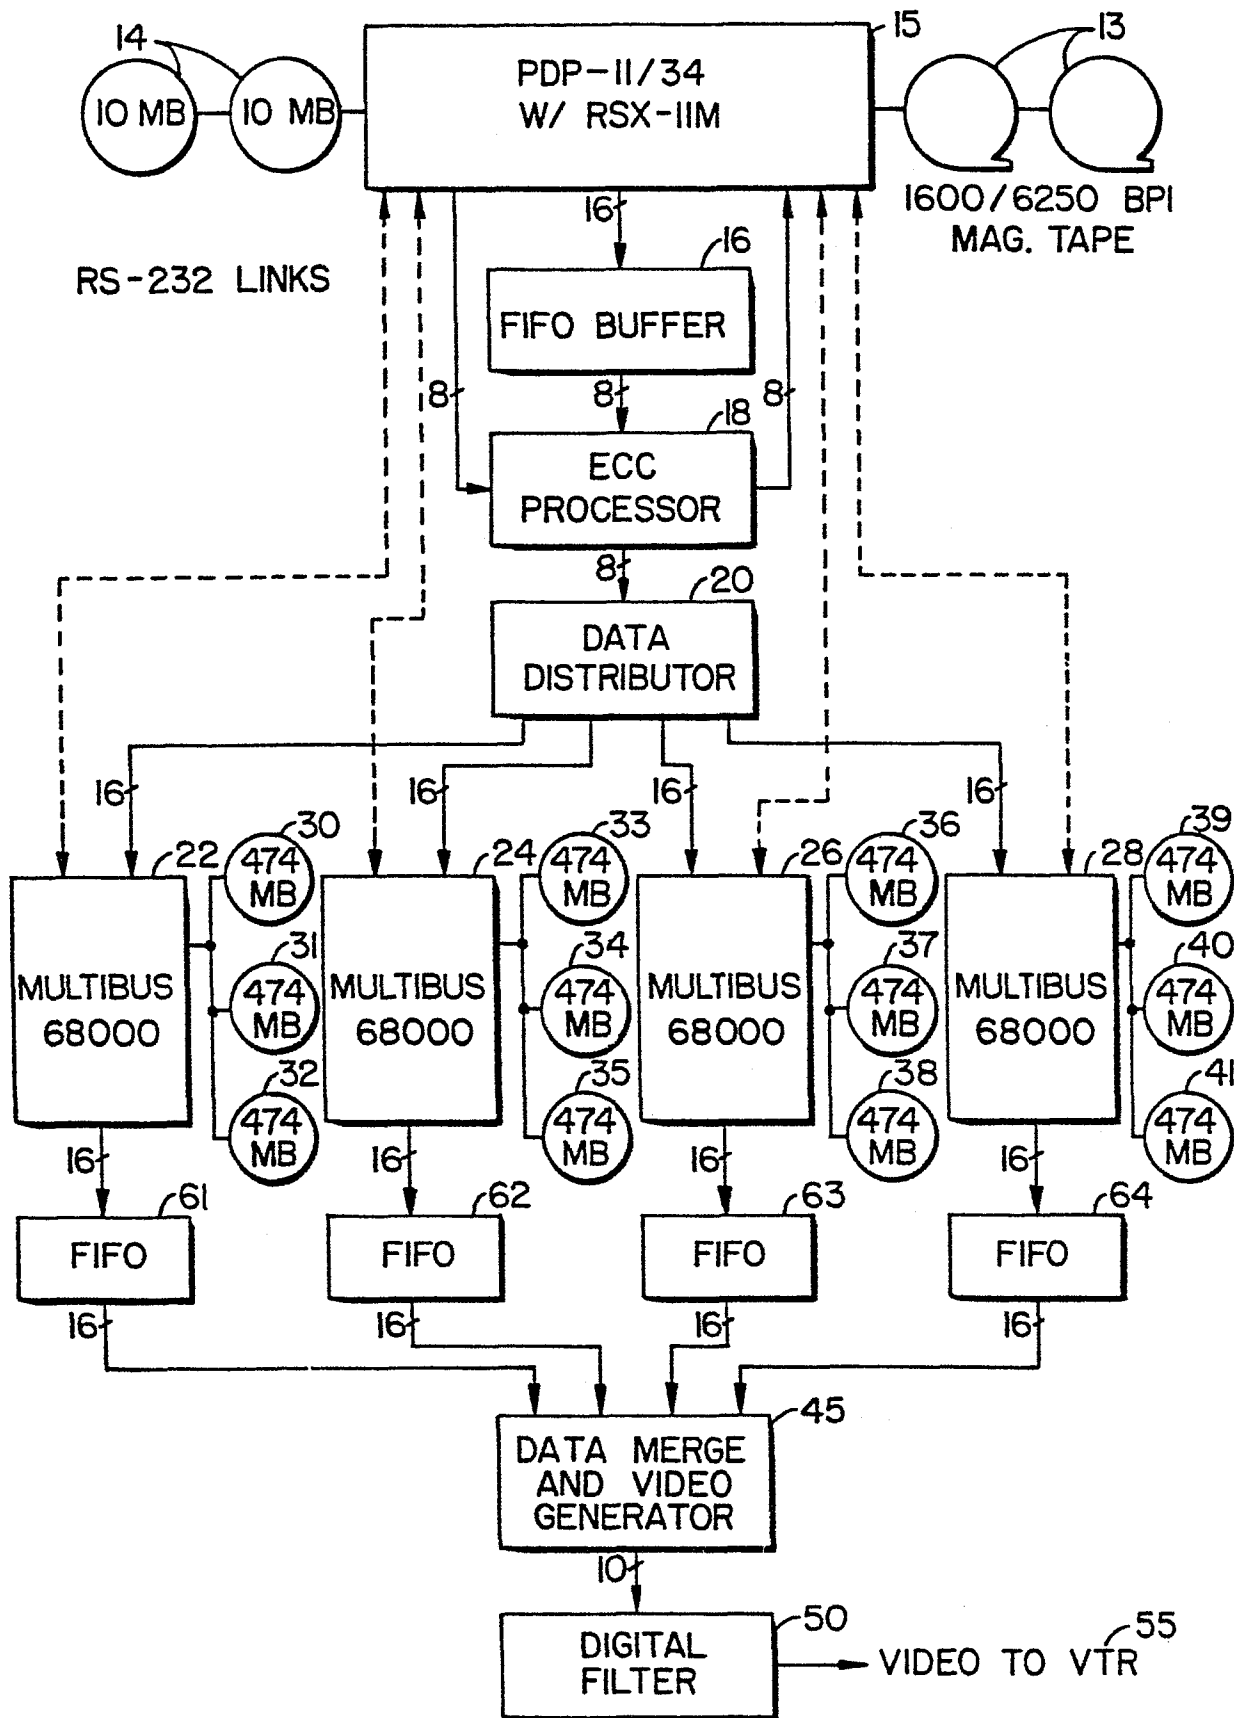 14
15
13
10 MB
10 MB
PDP-11/34
W/ RSX-11M
1600/6250 BPI
MAG. TAPE
RS-232 LINKS
16
16
FIFO BUFFER
8
8
8
18
ECC
PROCESSOR
8
20
DATA
DISTRIBUTOR
16
16
16
16
22
30
474
MB
24
33
474
MB
26
36
474
MB
28
39
474
MB
MULTIBUS
68000
31
474
MB
MULTIBUS
68000
34
474
MB
MULTIBUS
68000
37
474
MB
MULTIBUS
68000
40
474
MB
32
474
MB
35
474
MB
38
474
MB
41
474
MB
16
16
16
16
61
FIFO
62
FIFO
63
FIFO
64
FIFO
16
16
16
16
45
DATA MERGE
AND VIDEO
GENERATOR
10
50
DIGITAL
FILTER
55
VIDEO TO VTR